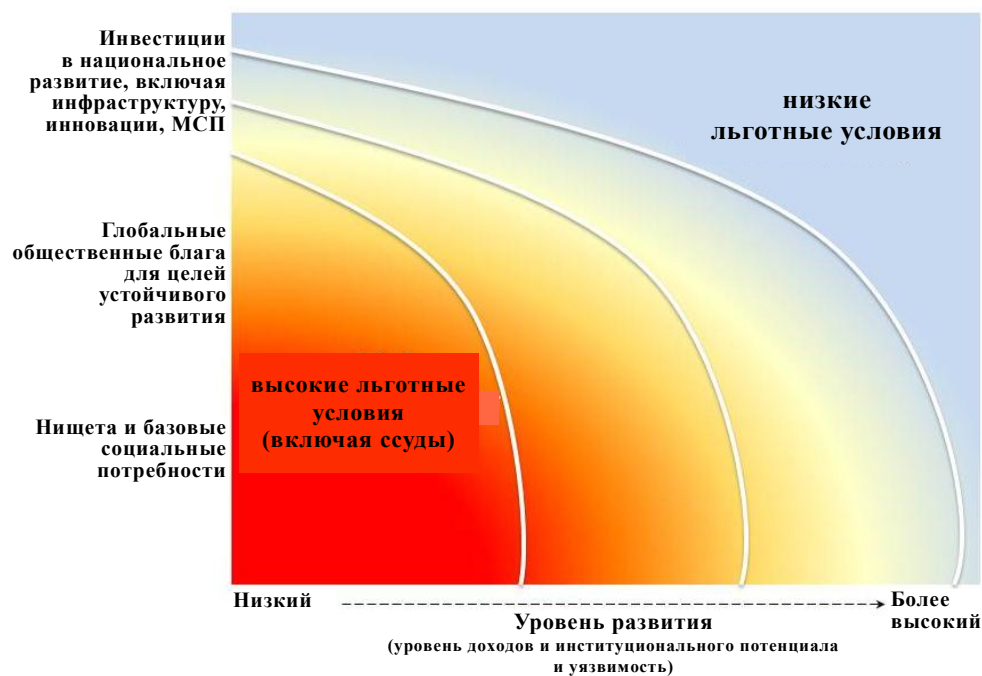 Инвестиции
в национальное
развитие, включая
инфраструктуру,
инновации, МСП
низкие
льготные условия
Глобальные
общественные блага
для целей
устойчивого
развития
высокие льготные
условия
(включая ссуды)
Нищета и базовые
социальные
потребности
Низкий
Более
высокий
Уровень развития
(уровень доходов и институционального потенциала
и уязвимость)